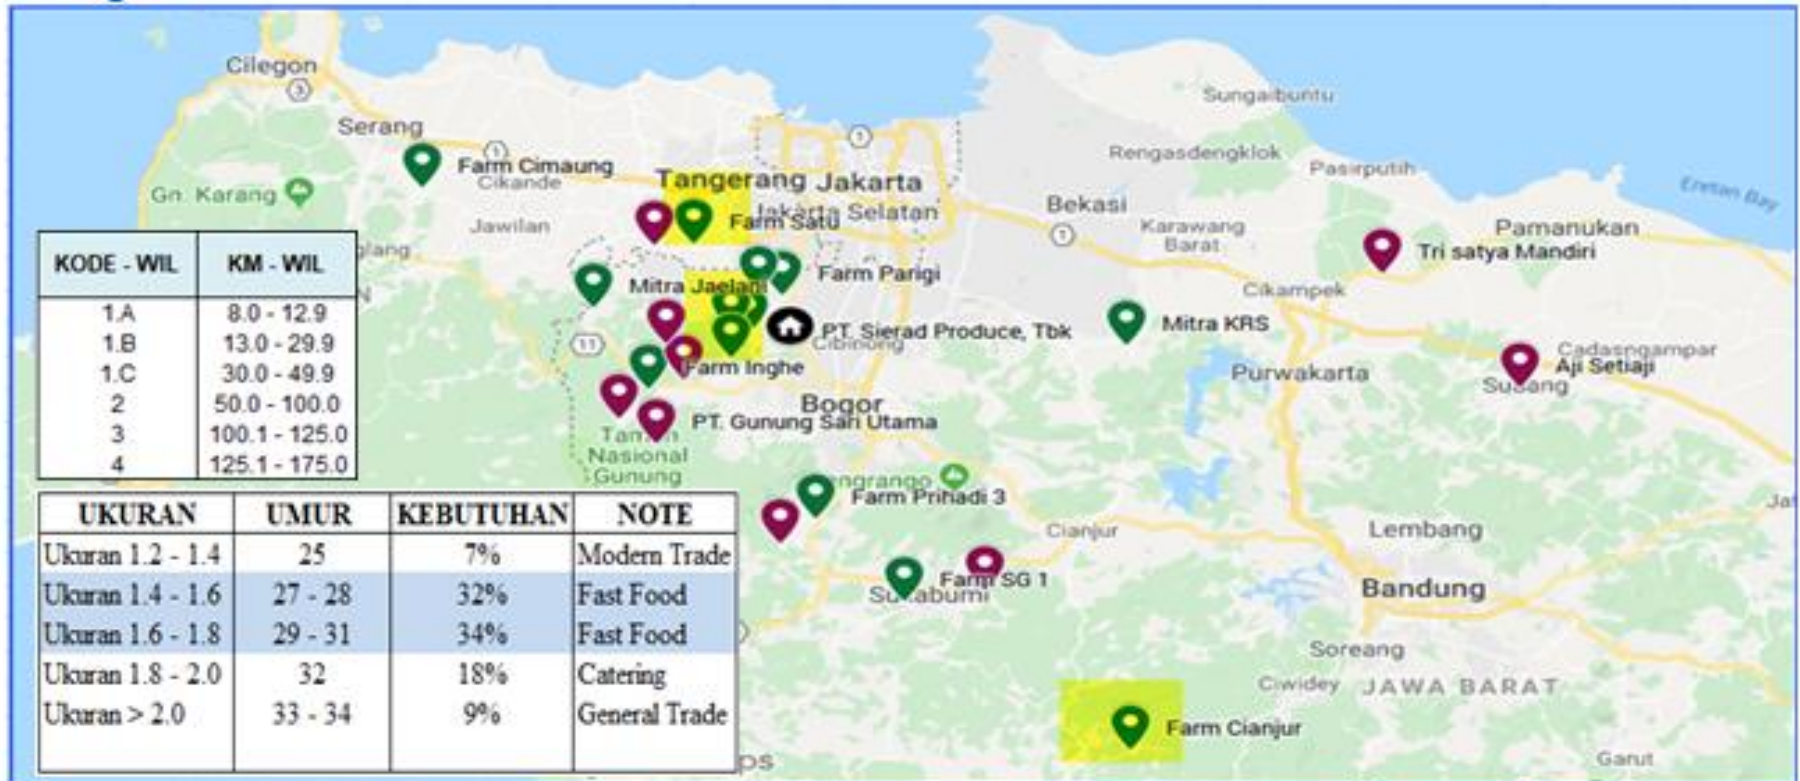 Cilegon
3
Serang
1
Farm Cimaung
Cikande
Gn. Karang
Jawilan
Tangerang
Jakarta
Jakarta Selatan
Farm Satu
1
Sungaibuntu
Rengasdengklok
Pasirputih
Eretan Bay
Bekasi
1
Karawang
Barat
Pamanukan
Tri satya Mandiri
Cikampek
Farm Parigi
Mitra Jaelani
PT. Sierad Produce, Tbk
Cibinong
11
Farm Inghe
Mitra KRS
Purwakarta
Cadasngampar
Aji Setiaji
Subang
Bogor
PT. Gunung Sari Utama
Taman
Nasional
Gunung
engrango
Farm Prihadi 3
Cianjur
Lembang
Farm SG 1
Sukabumi
Bandung
Soreang
Ciwidey
JAWA BARAT
Farm Cianjur
Garut
KODE - WIL KM - WIL
1.A 8.0 - 12.9
1.B 13.0 - 29.9
1.C 30.0 - 49.9
2 50.0 - 100.0
3 100.1 - 125.0
4 125.1 - 175.0
UKURAN UMUR KEBUTUHAN NOTE
Ukuran 1.2 - 1.4 25 7% Modern Trade
Ukuran 1.4 - 1.6 27 - 28 32% Fast Food
Ukuran 1.6 - 1.8 29 - 31 34% Fast Food
Ukuran 1.8 - 2.0 32 18% Catering
Ukuran > 2.0 33 - 34 9% General Trade